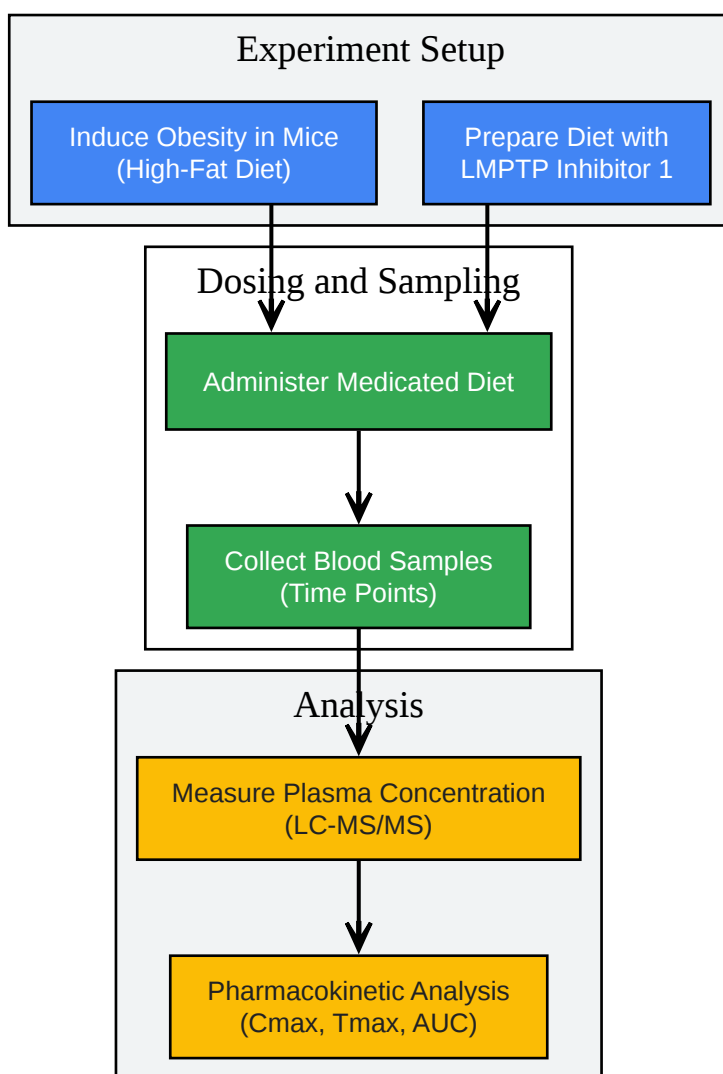 Experiment Setup
Induce Obesity in Mice
(High-Fat Diet)
Prepare Diet with
LMPTP Inhibitor 1
Dosing and Sampling
Administer Medicated Diet
Collect Blood Samples
(Time Points)
Analysis
Measure Plasma Concentration
(LC-MS/MS)
Pharmacokinetic Analysis
(Cmax, Tmax, AUC)